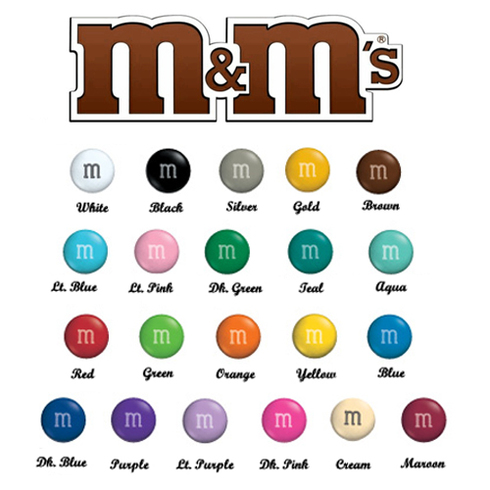 m&m's®
m m m m m
White Black Silver Gold Brown
m m m m m
Lt. Blue Lt. Pink Dk. Green Teal Aqua
m m m m m
Red Green Orange Yellow Blue
m m m m m m
Dk. Blue Purple Lt. Purple Dk. Pink Cream Maroon